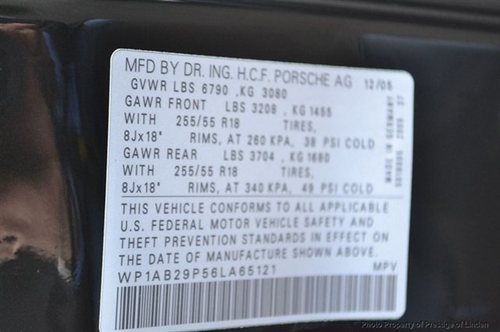 MFD BY DR. ING. H.C.F. PORSCHE AG 12/05
GVWR LBS 6790 ,KG 3080
GAWR FRONT LBS 3208 , KG 1455
WITH 255/55 R18 TIRES,
8Jx18" RIMS, AT 260 KPA, 38 PSI COLD
GAWR REAR LBS 3704 , KG 1680
WITH 255/55 R18 TIRES,
8Jx18" RIMS, AT 340 KPA, 49 PSI COLD
THIS VEHICLE CONFORMS TO ALL APPLICABLE
U.S. FEDERAL MOTOR VEHICLE SAFETY AND
THEFT PREVENTION STANDARDS IN EFFECT ON
THE DATE OF MANUFACTURE SHOWN ABOVE.
WP1AB29P56LA65121 MPV
MADE IN GERMANY
Photo Property of Prestige of Linden